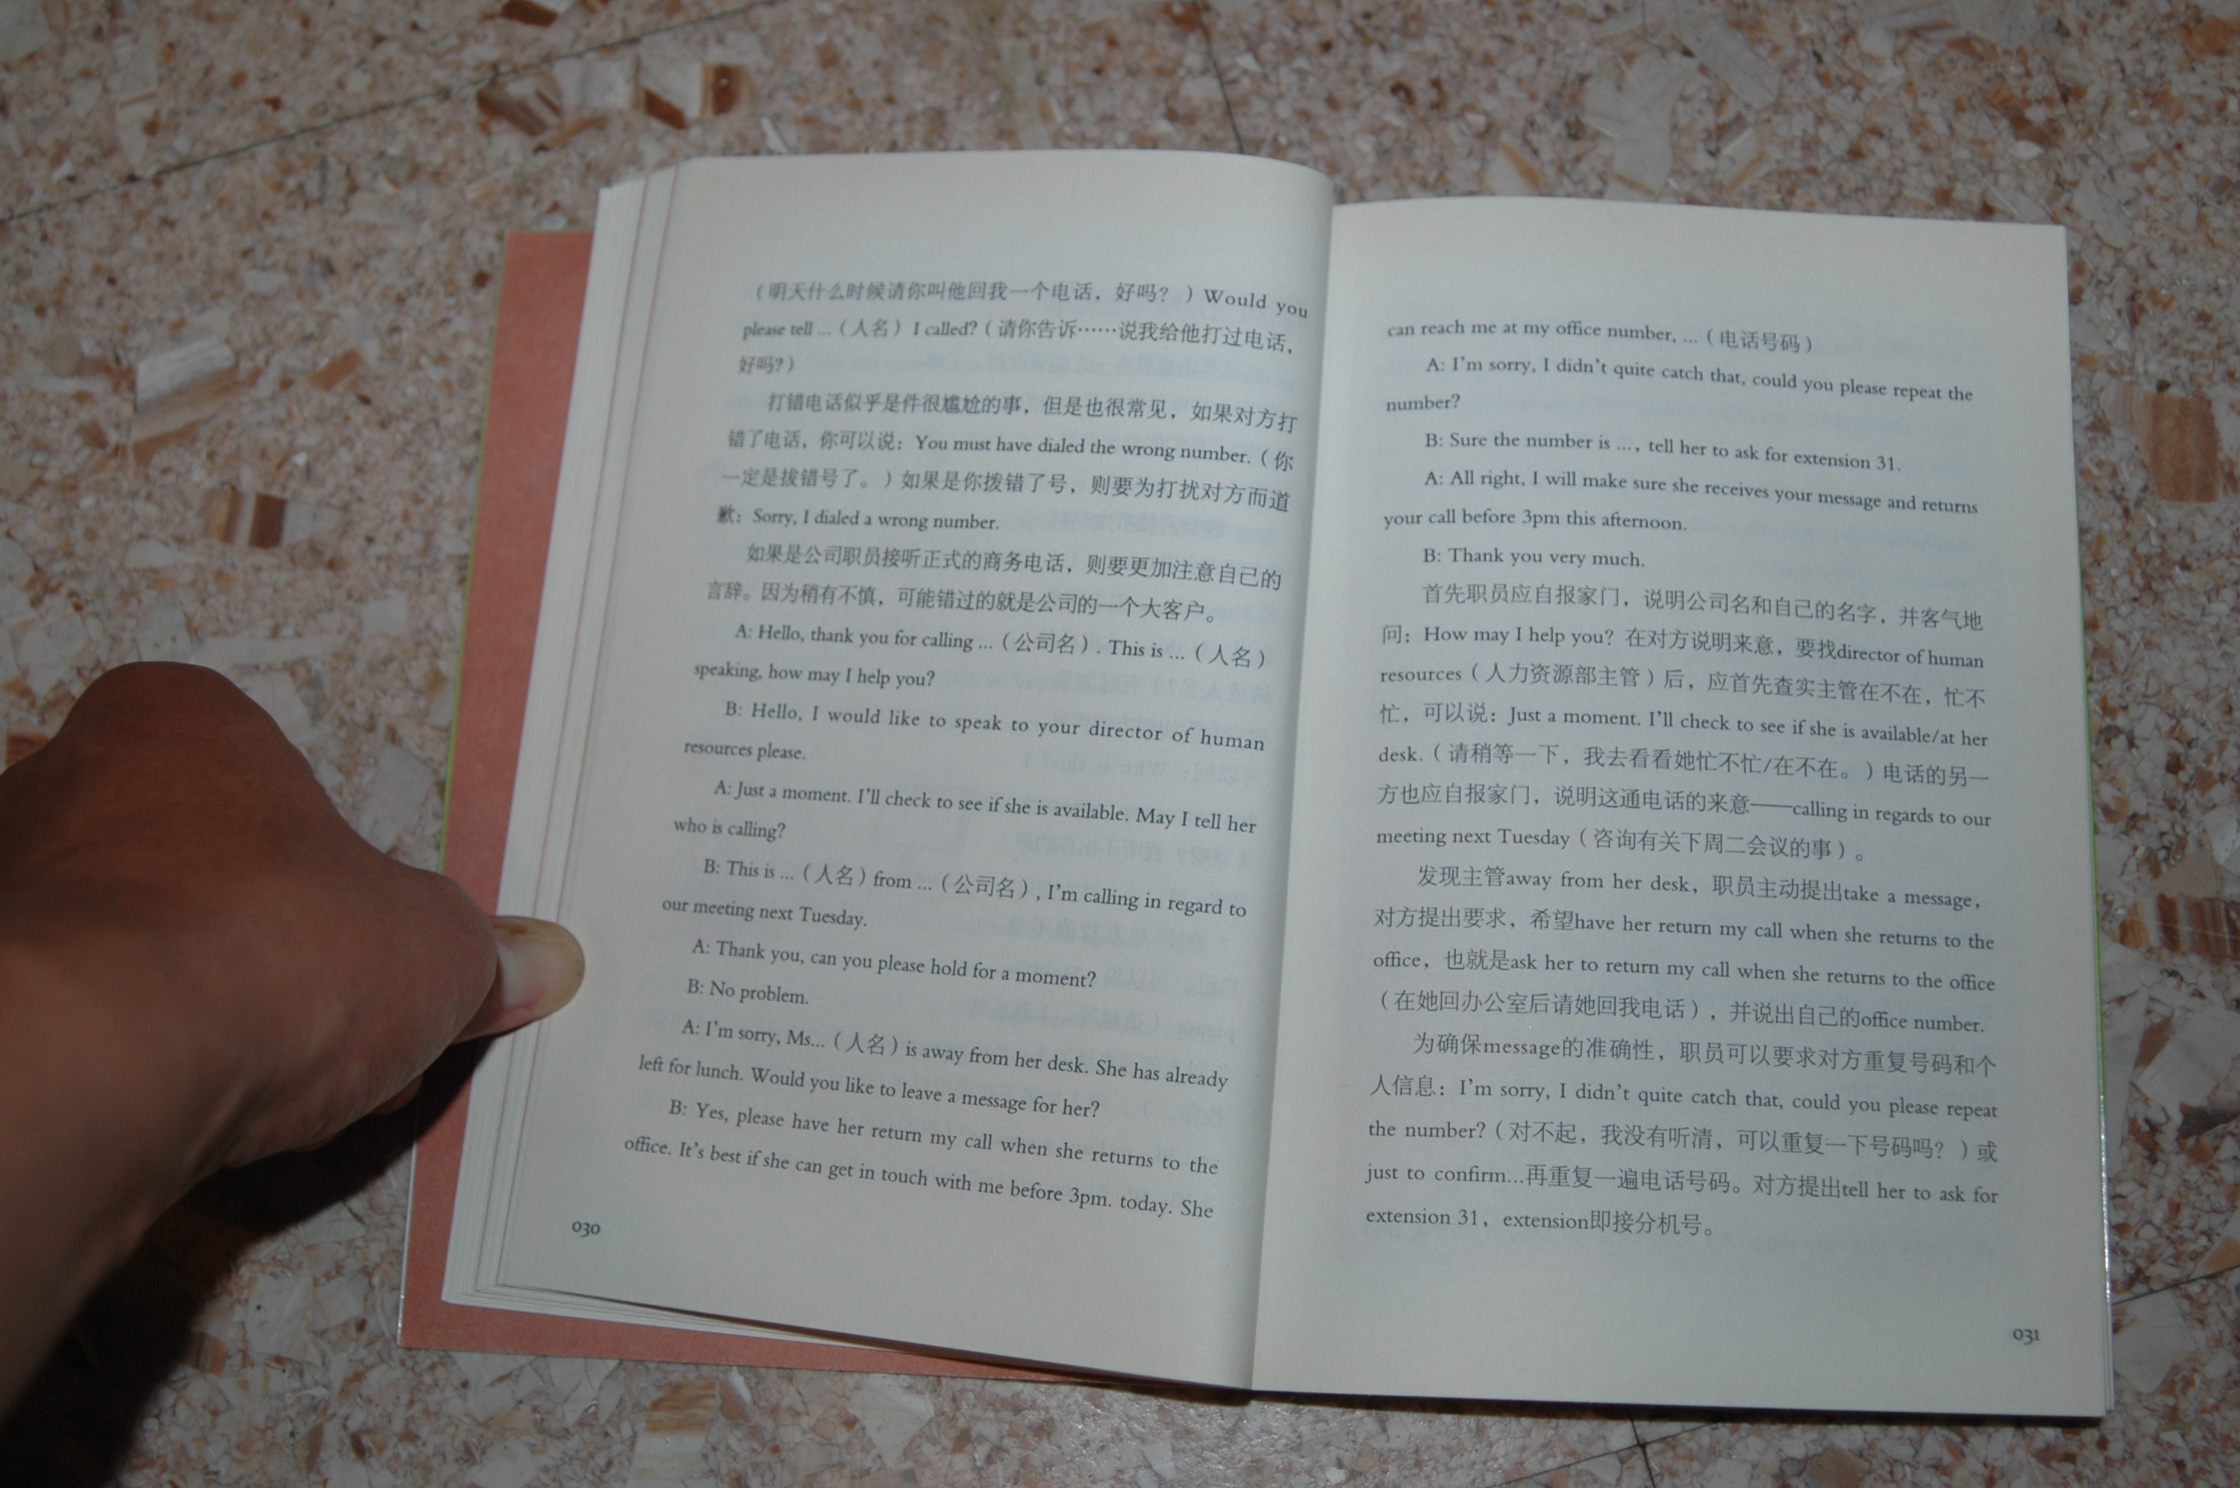 （明天什么时候请你叫他回我一个电话，好吗？）Would you
please tell ...（人名）I called?（请你告诉……说我给他打过电话，
好吗?）
打错电话似乎是件很尴尬的事，但是也很常见，如果对方打
错了电话，你可以说：You must have dialed the wrong number.（你
一定是拨错号了。）如果是你拨错了号，则要为打扰对方而道
歉：Sorry, I dialed a wrong number.
如果是公司职员接听正式的商务电话，则要更加注意自己的
言辞。因为稍有不慎，可能错过的就是公司的一个大客户。
A: Hello, thank you for calling ...（公司名）. This is ...（人名）
speaking, how may I help you?
B: Hello, I would like to speak to your director of human
resources please.
A: Just a moment. I'll check to see if she is available. May I tell her
who is calling?
B: This is ...（人名）from ...（公司名）, I'm calling in regard to
our meeting next Tuesday.
A: Thank you, can you please hold for a moment?
B: No problem.
A: I'm sorry, Ms...（人名）is away from her desk. She has already
left for lunch. Would you like to leave a message for her?
B: Yes, please have her return my call when she returns to the
office. It's best if she can get in touch with me before 3pm. today. She
030
can reach me at my office number, ...（电话号码）
A: I'm sorry, I didn't quite catch that, could you please repeat the
number?
B: Sure the number is ..., tell her to ask for extension 31.
A: All right, I will make sure she receives your message and returns
your call before 3pm this afternoon.
B: Thank you very much.
首先职员应自报家门，说明公司名和自己的名字，并客气地
问：How may I help you? 在对方说明来意，要找director of human
resources（人力资源部主管）后，应首先查实主管在不在，忙不
忙，可以说：Just a moment. I'll check to see if she is available/at her
desk.（请稍等一下，我去看看她忙不忙/在不在。）电话的另一
方也应自报家门，说明这通电话的来意——calling in regards to our
meeting next Tuesday（咨询有关下周二会议的事）。
发现主管away from her desk，职员主动提出take a message，
对方提出要求，希望have her return my call when she returns to the
office，也就是ask her to return my call when she returns to the office
（在她回办公室后请她回我电话），并说出自己的office number.
为确保message的准确性，职员可以要求对方重复号码和个
人信息：I'm sorry, I didn't quite catch that, could you please repeat
the number?（对不起，我没有听清，可以重复一下号码吗？）或
just to confirm...再重复一遍电话号码。对方提出tell her to ask for
extension 31，extension即接分机号。
031